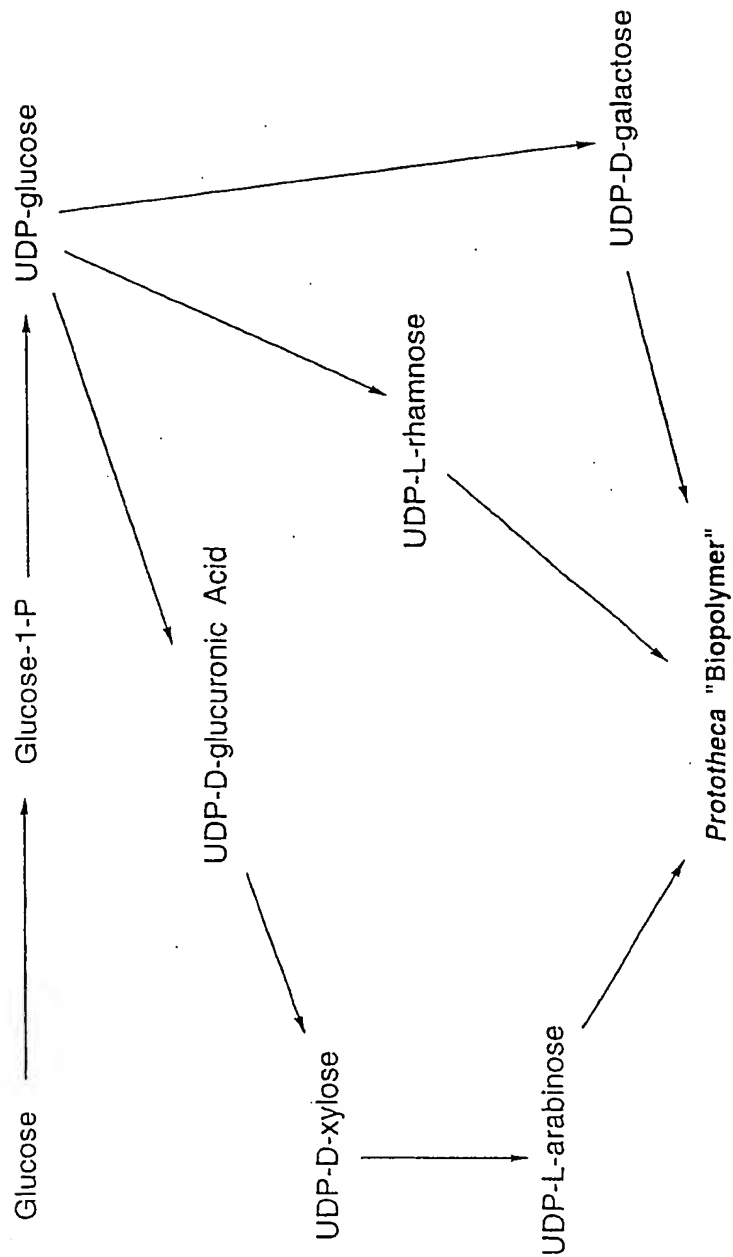 Glucose
Glucose-1-P
UDP-glucose
UDP-D-glucuronic Acid
UDP-D-xylose
UDP-L-rhamnose
UDP-L-arabinose
UDP-D-galactose
Prototheca "Biopolymer"